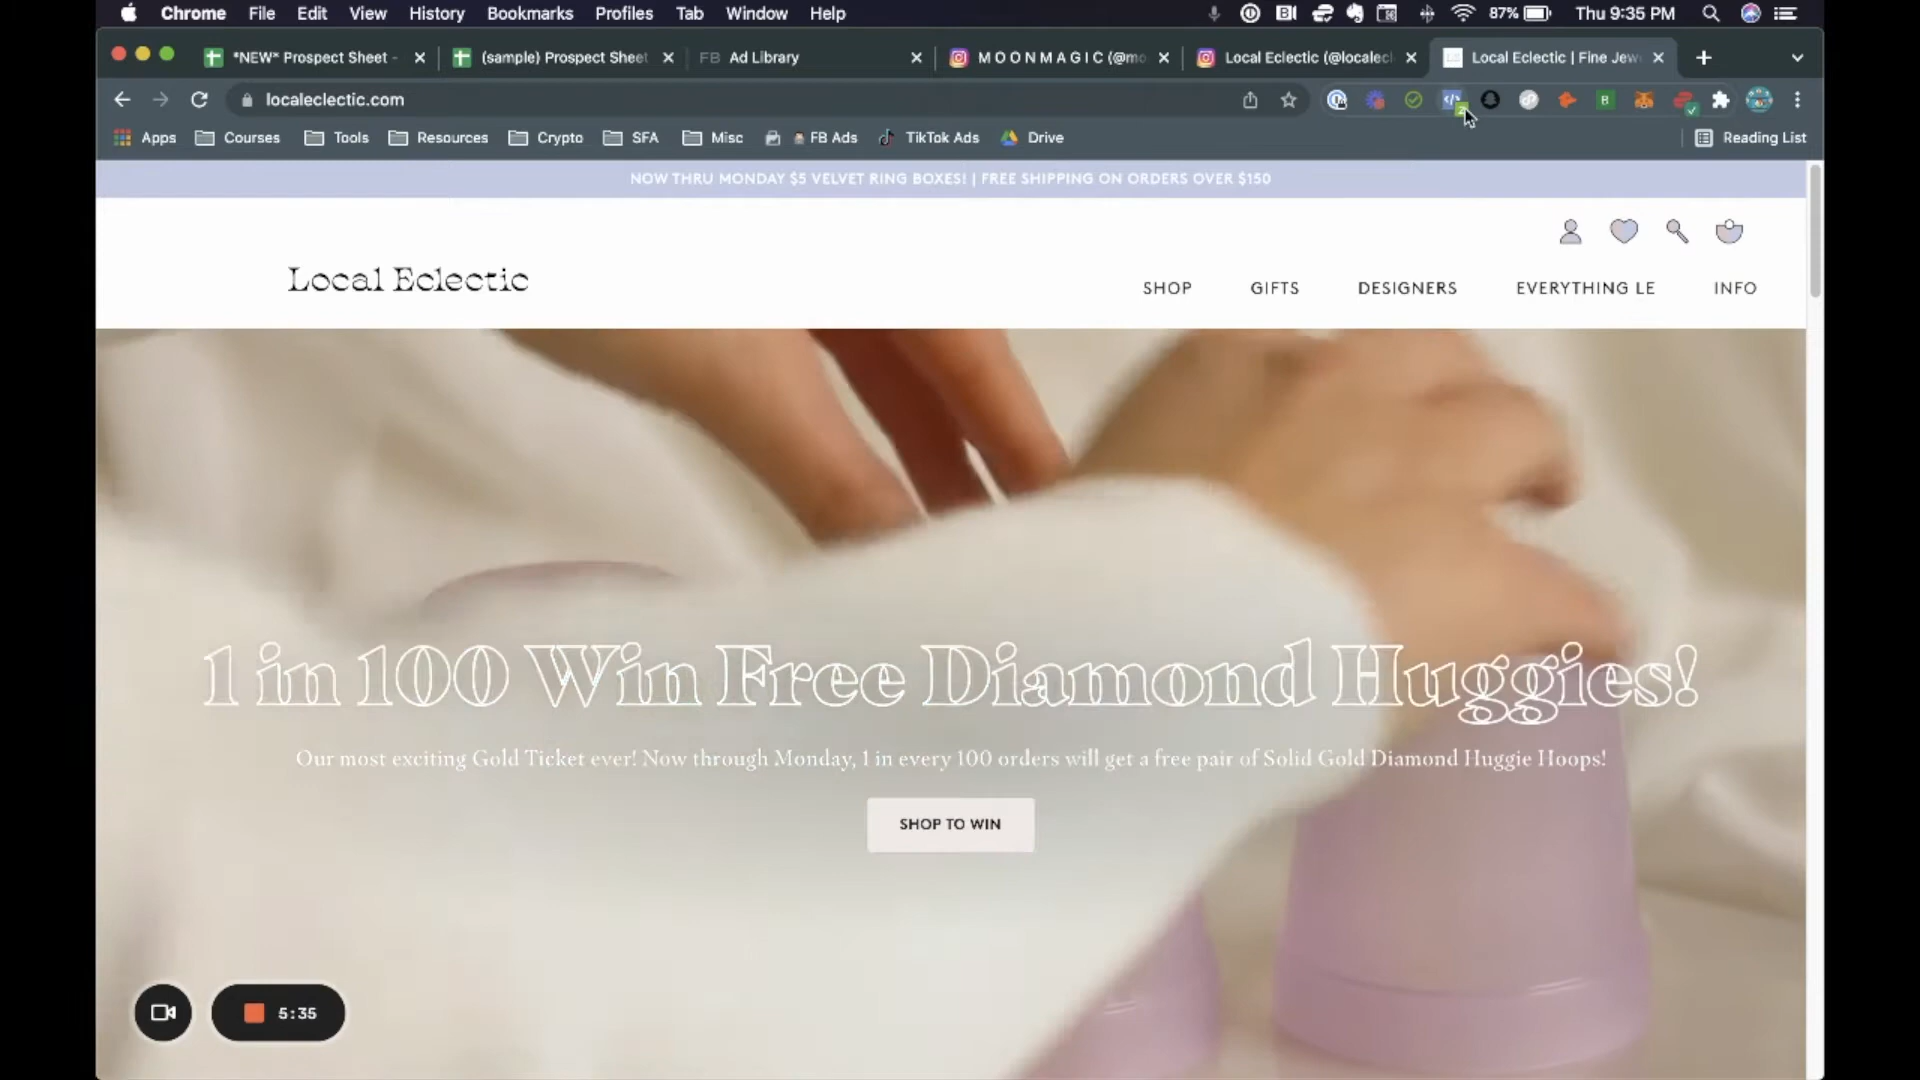 Chrome File Edit View History Bookmarks Profiles Tab Window Help 87% Thu 9:35 PM
*NEW* Prospect Sheet - (sample) Prospect Sheet FB Ad Library M O O N M A G I C (@mo Local Eclectic (@localecl Local Eclectic | Fine Jew
localeclectic.com
Apps Courses Tools Resources Crypto SFA Misc FB Ads TikTok Ads Drive Reading List
NOW THRU MONDAY $5 VELVET RING BOXES! | FREE SHIPPING ON ORDERS OVER $150
Local Eclectic
SHOP GIFTS DESIGNERS EVERYTHING LE INFO
1 in 100 Win Free Diamond Huggies!
Our most exciting Gold Ticket ever! Now through Monday, 1 in every 100 orders will get a free pair of Solid Gold Diamond Huggie Hoops!
SHOP TO WIN
5:35